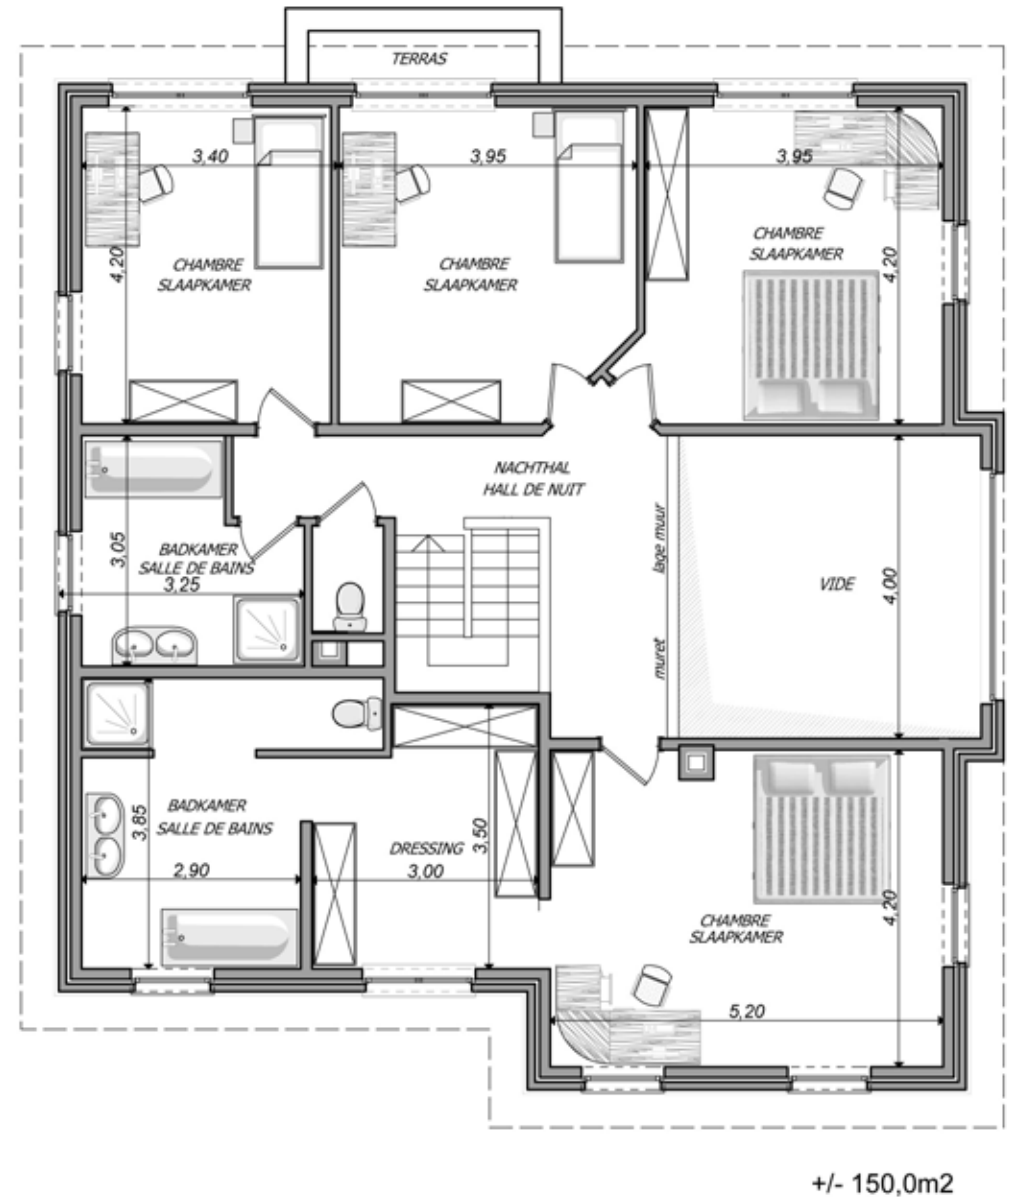 TERRAS
3,40
3,95
3,95
4,20
CHAMBRE
SLAAPKAMER
CHAMBRE
SLAAPKAMER
CHAMBRE
SLAAPKAMER
4,20
NACHTHAL
HALL DE NUIT
3,05
BADKAMER
SALLE DE BAINS
3,25
lage muur
muret
VIDE
4,00
BADKAMER
SALLE DE BAINS
3,85
2,90
DRESSING
3,50
3,00
CHAMBRE
SLAAPKAMER
4,20
5,20
+/- 150,0m2